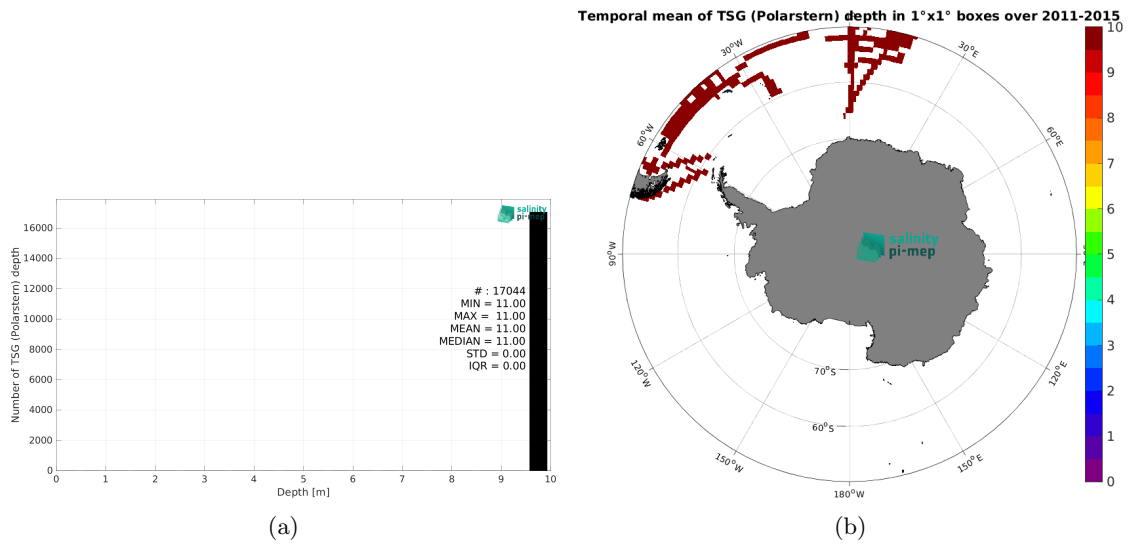 Number of TSG (Polarstern) depth
16000
14000
12000
10000
8000
6000
4000
2000
0
salinity
pi-mep
# : 17044
MIN = 11.00
MAX = 11.00
MEAN = 11.00
MEDIAN = 11.00
STD = 0.00
IQR = 0.00
0 1 2 3 4 5 6 7 8 9 10
Depth [m]
(a)
Temporal mean of TSG (Polarstern) depth in 1°x1° boxes over 2011-2015
30°W
30°E
60°W
60°E
90°W
120°W
120°E
150°W
150°E
180°W
70°S
60°S
salinity
pi-mep
10
9
8
7
6
5
4
3
2
1
0
(b)